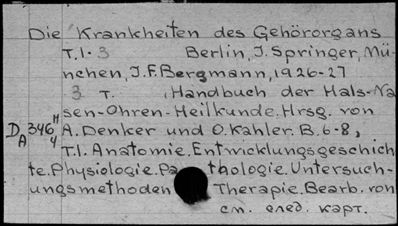 Die Krankheiten des Gehörorgans
T.1-3 Berlin, J. Springer, Mü-
nchen, J.F. Bergmann, 1926-27
3 т. (Handbuch der Hals-Na
sen-Ohren-Heilkunde. Hrsg. von
D 346 H A. Denker und O. Kahler. B. 6-8,
A 4 T.1. Anatomie. Entwicklungsgeschich
te. Physiologie. Pa thologie. Untersuch-
ungsmethoden Therapie. Bearb. von
см. след. карт.